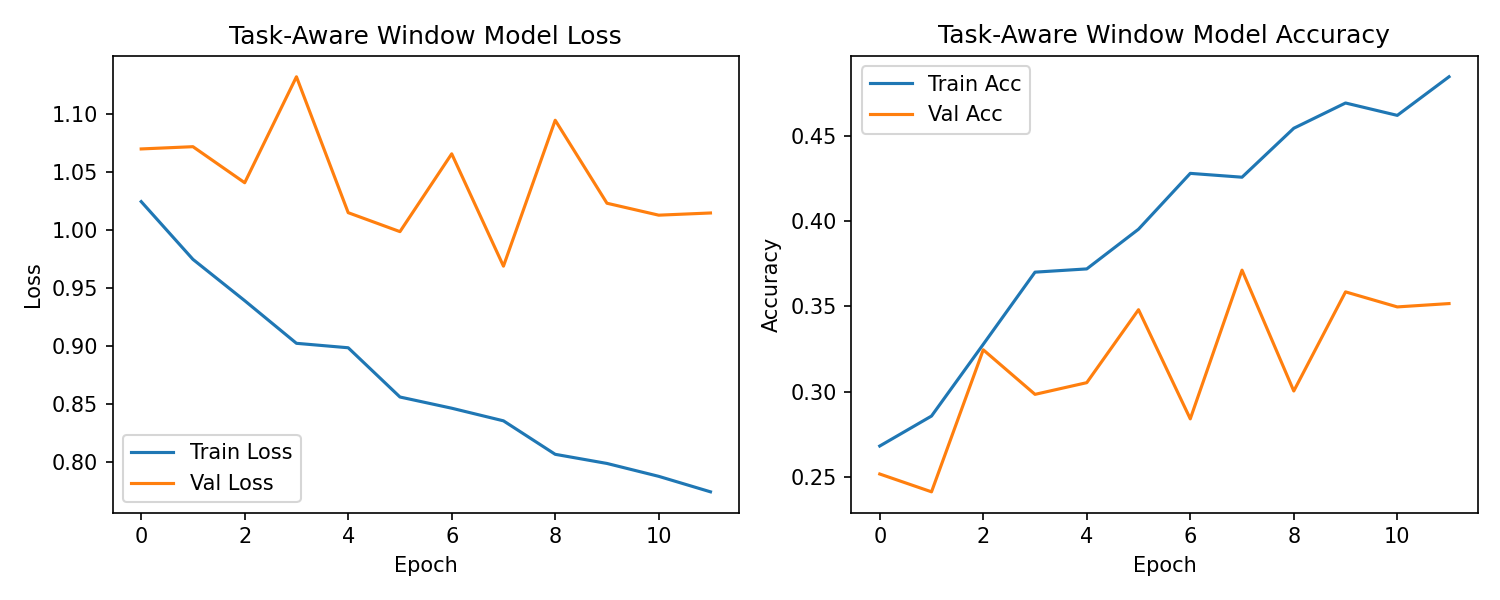 Task-Aware Window Model Loss
1.10
1.05
1.00
0.95
0.90
0.85
0.80
Loss
Train Loss
Val Loss
0 2 4 6 8 10
Epoch
Task-Aware Window Model Accuracy
Train Acc
Val Acc
0.45
0.40
0.35
0.30
0.25
Accuracy
0 2 4 6 8 10
Epoch